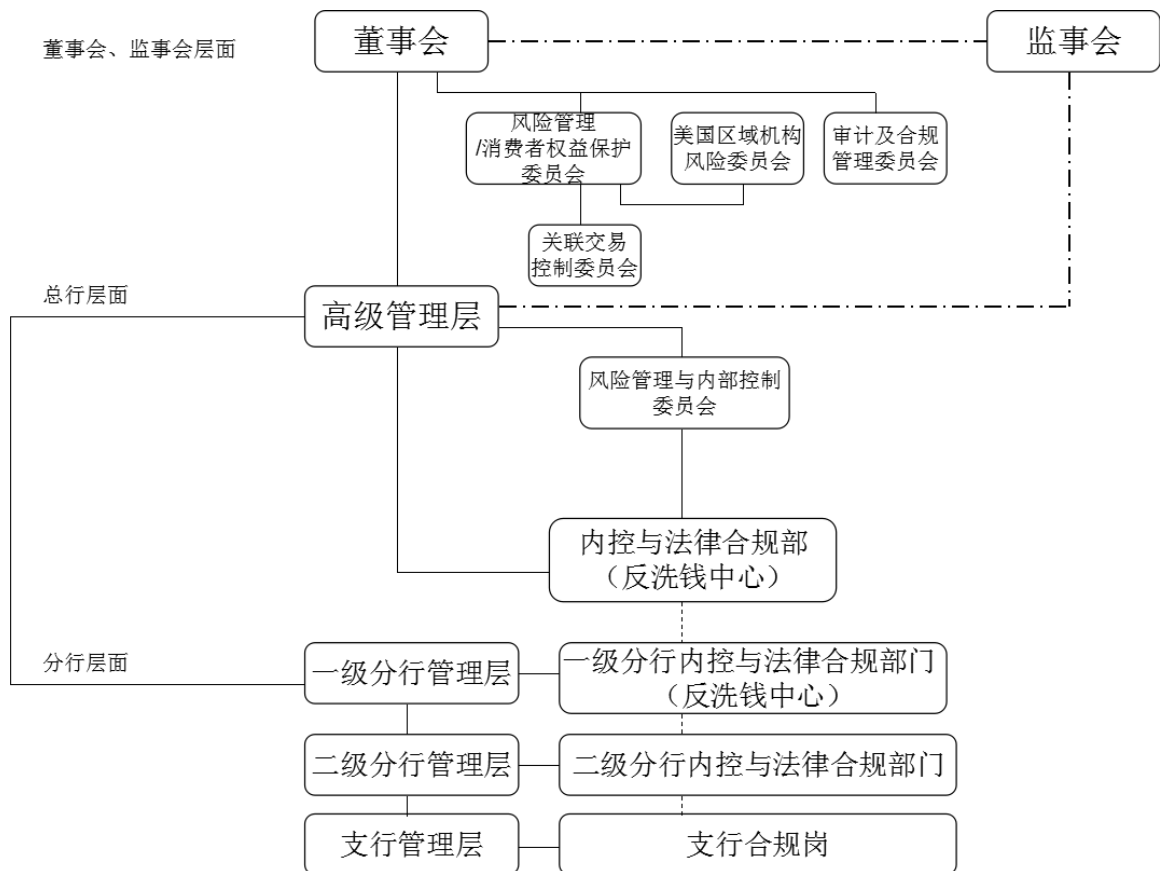 董事会
监事会
董事会、监事会层面
风险管理
/消费者权益保护
委员会
美国区域机构
风险委员会
审计及合规
管理委员会
关联交易
控制委员会
总行层面
高级管理层
风险管理与内部控制
委员会
内控与法律合规部
（反洗钱中心）
分行层面
一级分行管理层
一级分行内控与法律合规部门
（反洗钱中心）
二级分行管理层
二级分行内控与法律合规部门
支行管理层
支行合规岗